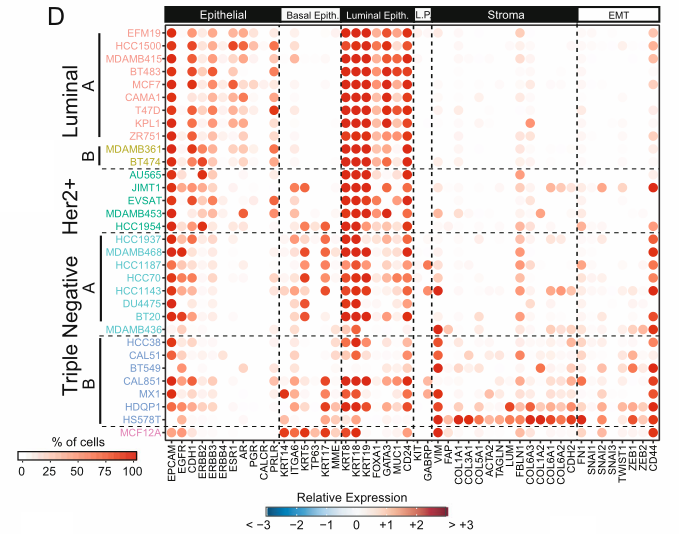 D
Epithelial
Basal Epith.
Luminal Epith.
L.P.
Stroma
EMT
Luminal
A
B
Her2+
Triple Negative
A
B
EFM19
HCC1500
MDAMB415
BT483
MCF7
CAMA1
T47D
KPL1
ZR751
MDAMB361
BT474
AU565
JIMT1
EVSAT
MDAMB453
HCC1954
HCC1937
MDAMB468
HCC1187
HCC70
HCC1143
DU4475
BT20
MDAMB436
HCC38
CAL51
BT549
CAL851
MX1
HDQP1
HS578T
MCF12A
EPCAM
EGFR
CDH1
ERBB2
ERBB3
ERBB4
ESR1
AR
PGR
CALCR
PRLR
KRT14
ITGA6
KRT5
TP63
KRT17
MME
KRT8
KRT18
KRT19
FOXA1
GATA3
MUC1
CD24
KIT
GABRP
VIM
FAP
COL1A1
COL3A1
COL5A1
ACTA2
TAGLN
LUM
FBLN1
COL6A3
COL1A2
COL6A1
COL6A2
CDH2
FN1
SNAI1
SNAI2
SNAI3
TWIST1
ZEB1
ZEB2
CD44
% of cells
0 25 50 75 100
Relative Expression
< −3 −2 −1 0 +1 +2 > +3